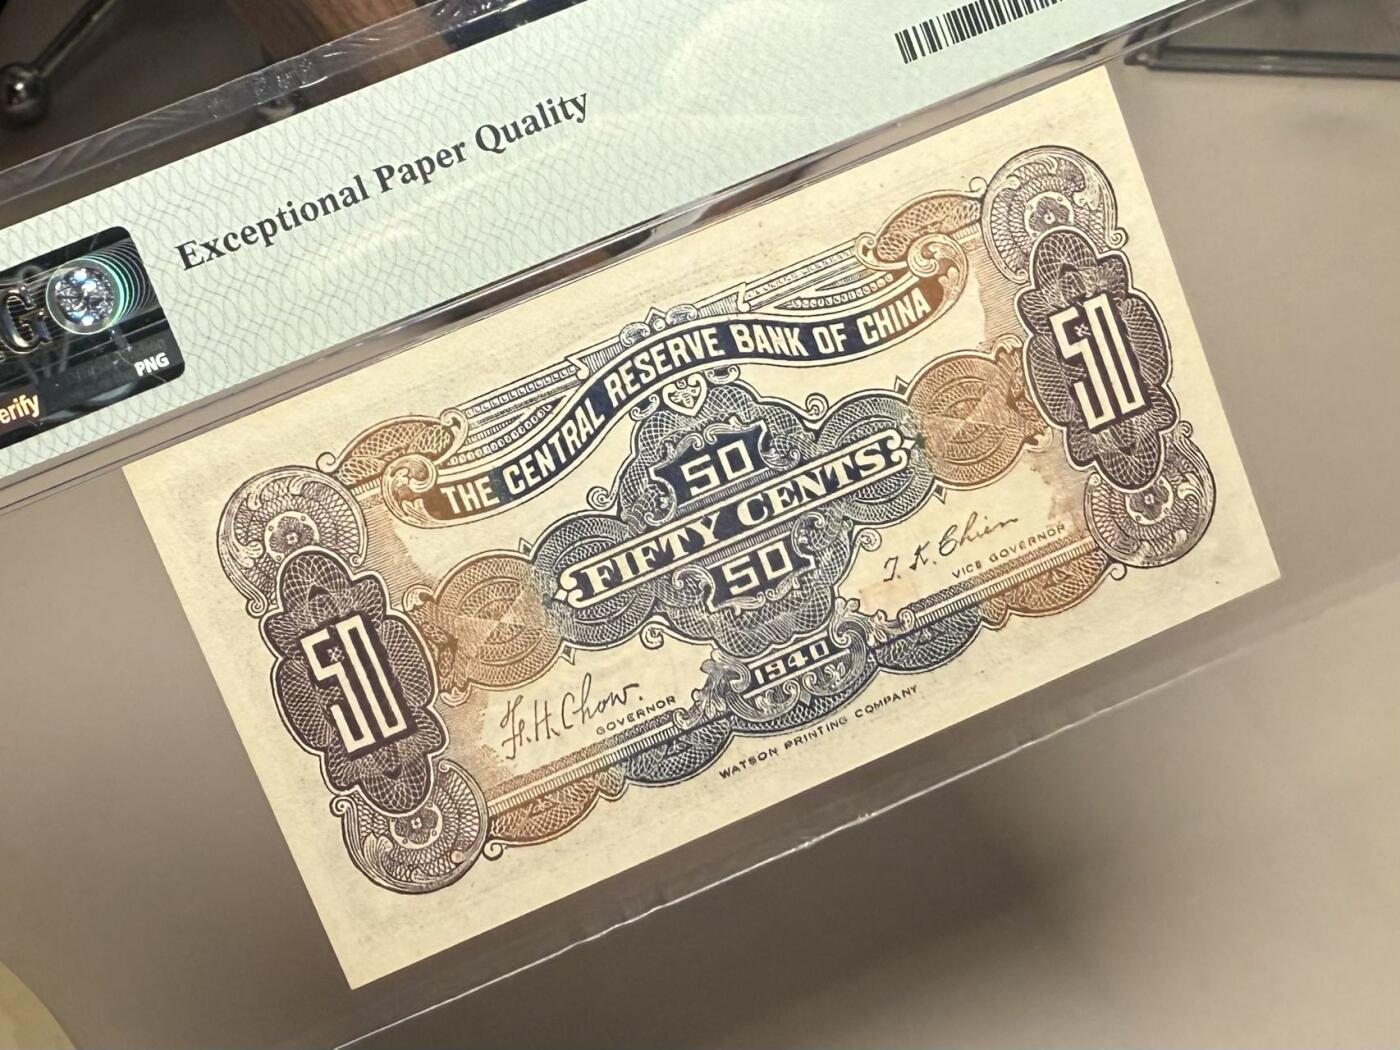 Exceptional Paper Quality
G
PNG
erify
THE CENTRAL RESERVE BANK OF CHINA
50
50
50
FIFTY CENTS
50
T. K. Chien
VICE GOVERNOR
F. H. Chow.
GOVERNOR
1940
WATSON PRINTING COMPANY